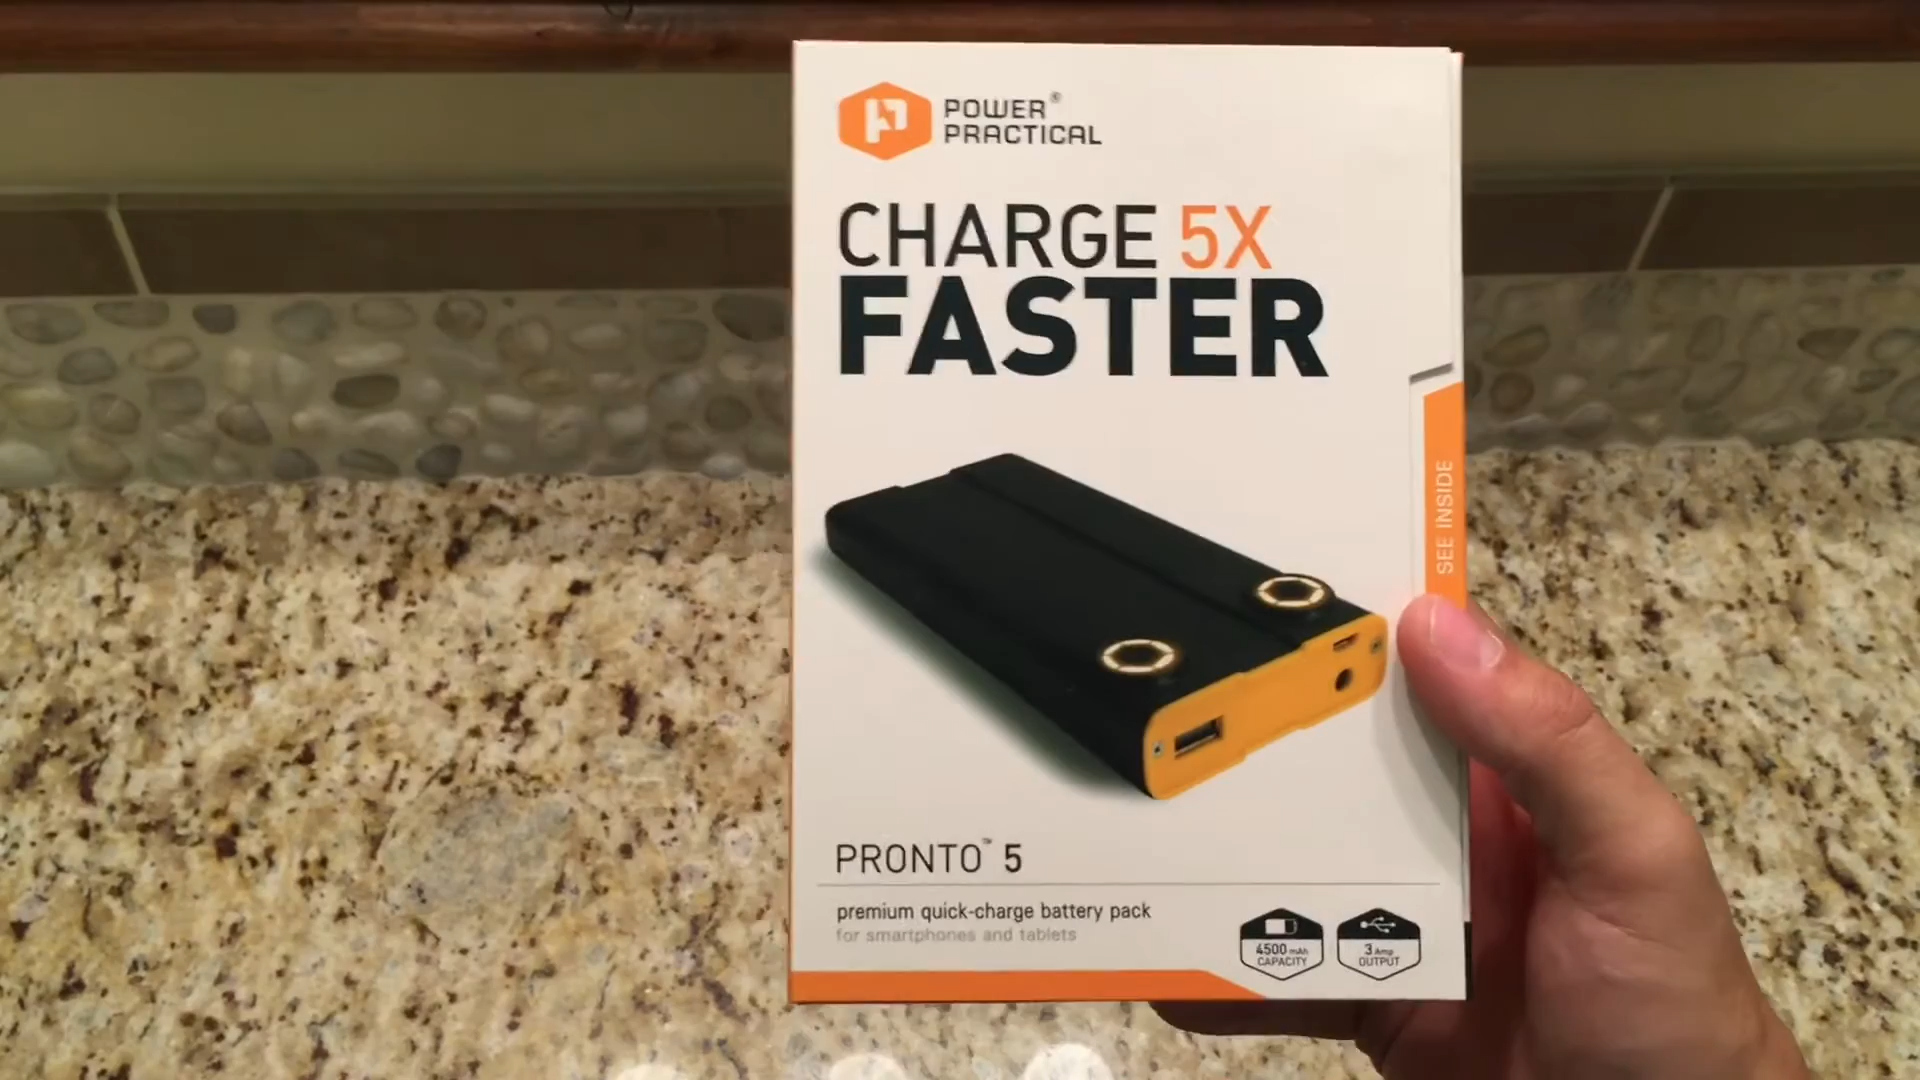 POWER®
PRACTICAL
CHARGE 5X
FASTER
SEE INSIDE
PRONTO™ 5
premium quick-charge battery pack
for smartphones and tablets
4500 mAh
CAPACITY
3 Amp
OUTPUT